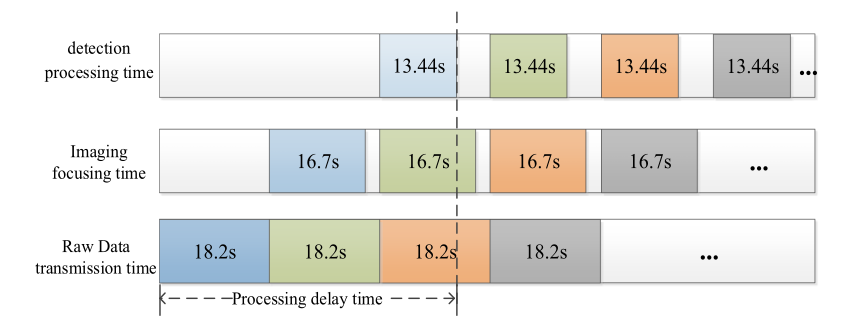 detection
processing time
13.44s
13.44s
13.44s
13.44s
...
Imaging
focusing time
16.7s
16.7s
16.7s
16.7s
...
Raw Data
transmission time
18.2s
18.2s
18.2s
18.2s
...
Processing delay time